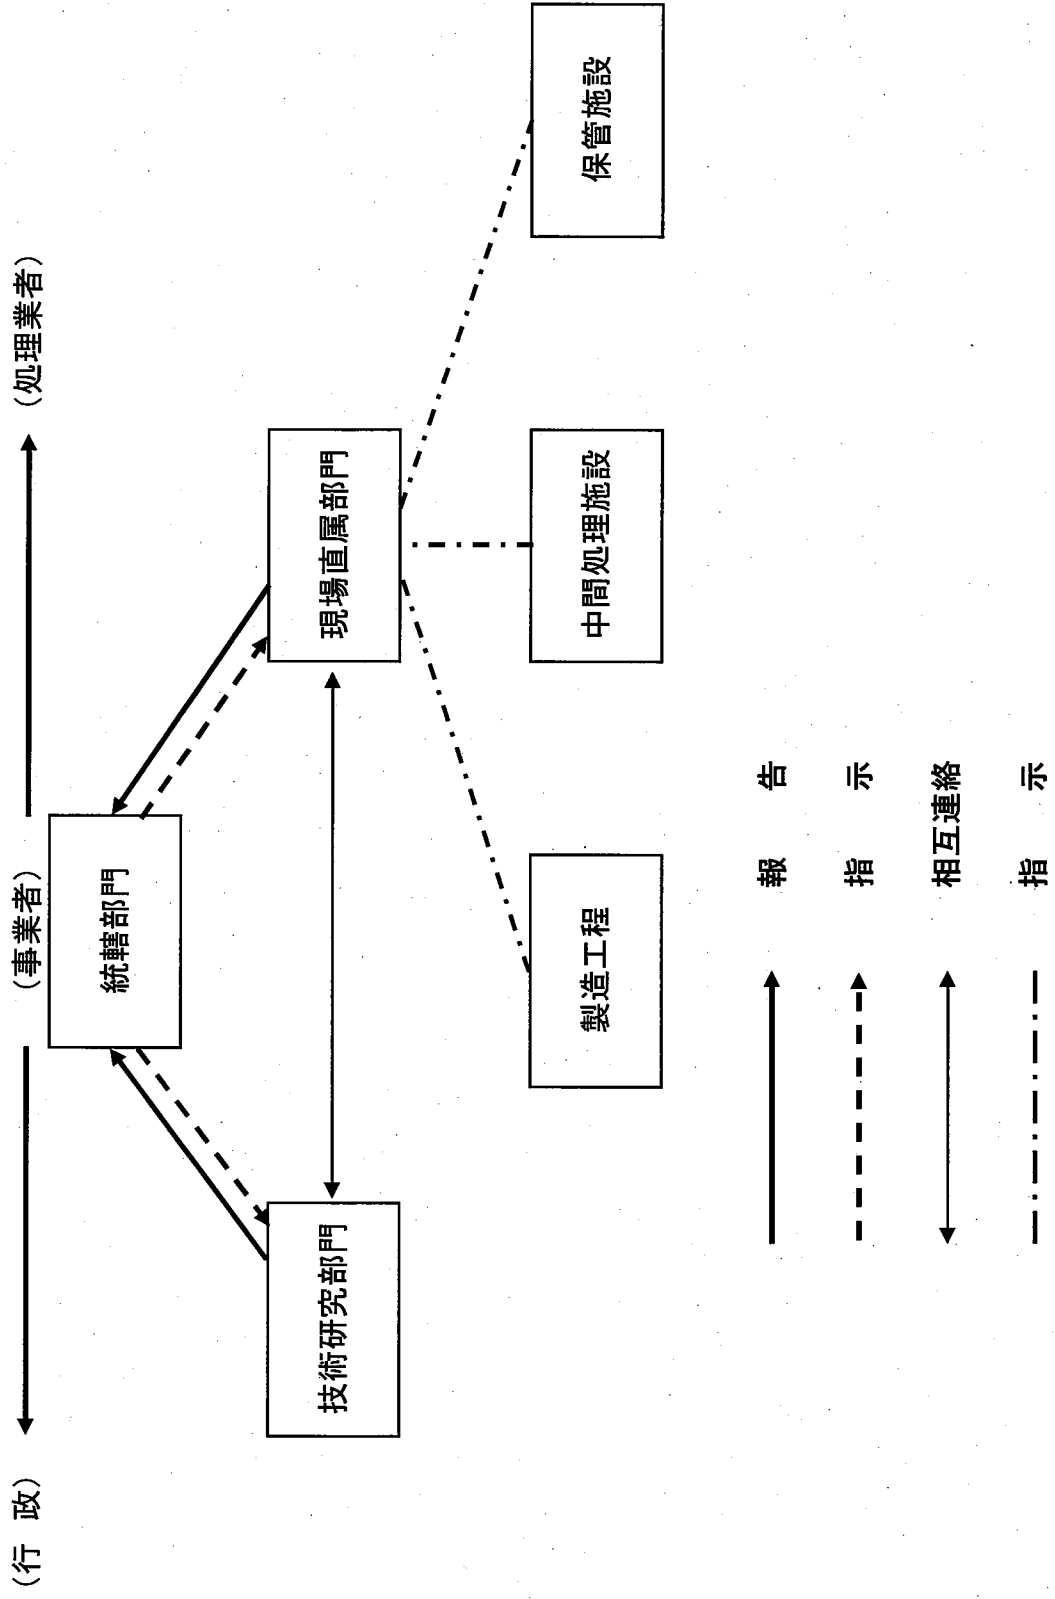 (行 政)
(事業者)
(処理業者)
統轄部門
技術研究部門
現場直属部門
製造工程
中間処理施設
保管施設
報 告
指 示
相互連絡
指 示